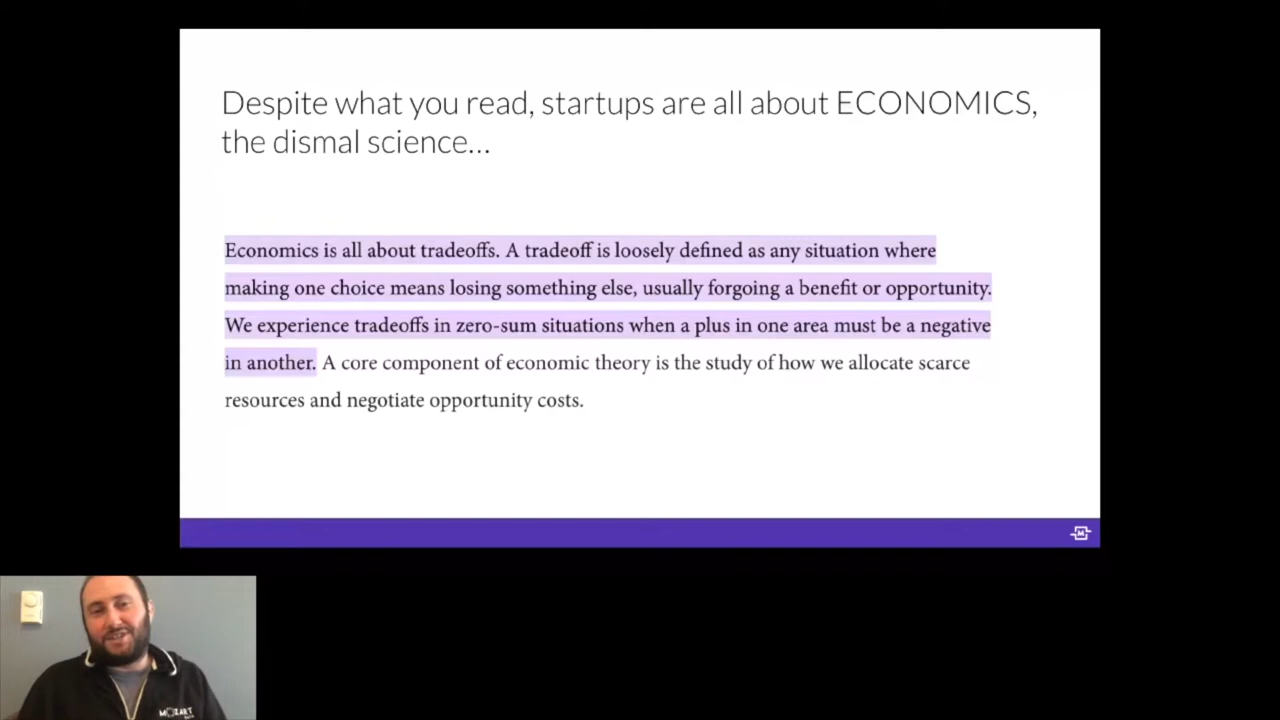 Despite what you read, startups are all about ECONOMICS,
the dismal science...
Economics is all about tradeoffs. A tradeoff is loosely defined as any situation where
making one choice means losing something else, usually forgoing a benefit or opportunity.
We experience tradeoffs in zero-sum situations when a plus in one area must be a negative
in another. A core component of economic theory is the study of how we allocate scarce
resources and negotiate opportunity costs.
M
MOZART